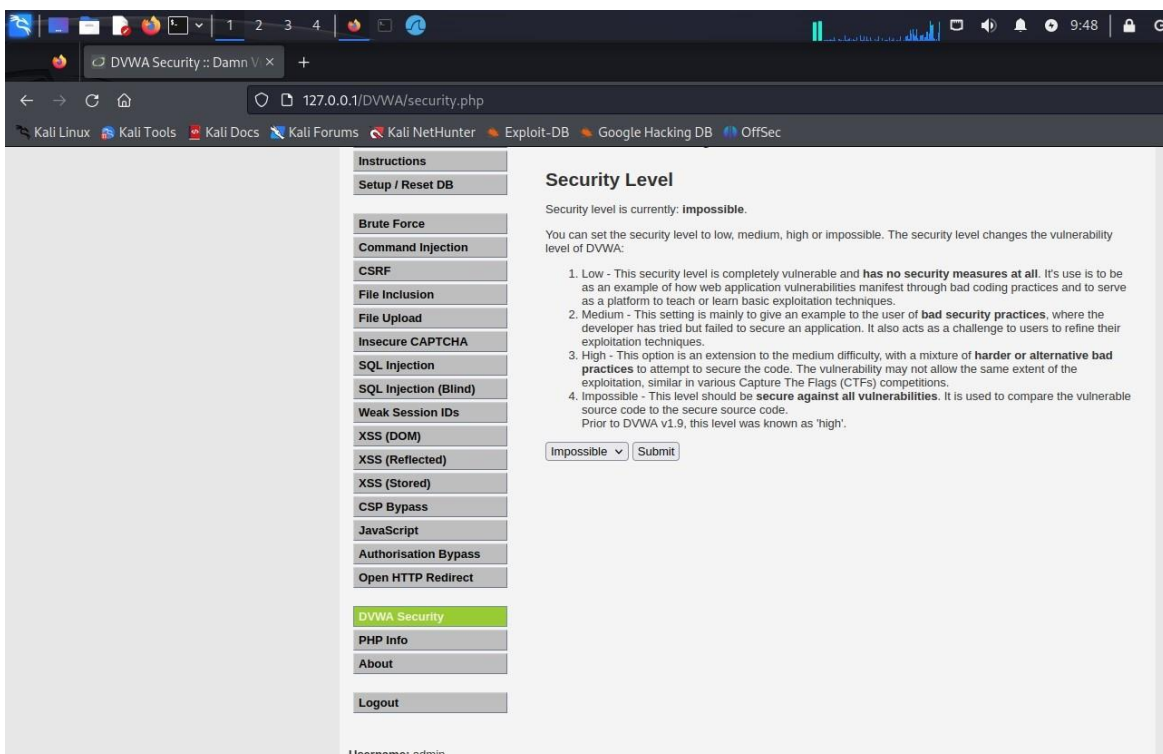 1 2 3 4
9:48
DVWA Security :: Damn V
127.0.0.1/DVWA/security.php
Kali Linux Kali Tools Kali Docs Kali Forums Kali NetHunter Exploit-DB Google Hacking DB OffSec
Instructions
Setup / Reset DB
Brute Force
Command Injection
CSRF
File Inclusion
File Upload
Insecure CAPTCHA
SQL Injection
SQL Injection (Blind)
Weak Session IDs
XSS (DOM)
XSS (Reflected)
XSS (Stored)
CSP Bypass
JavaScript
Authorisation Bypass
Open HTTP Redirect
DVWA Security
PHP Info
About
Logout
Username: admin
Security Level
Security level is currently: impossible.
You can set the security level to low, medium, high or impossible. The security level changes the vulnerability
level of DVWA:
1. Low - This security level is completely vulnerable and has no security measures at all. It's use is to be
as an example of how web application vulnerabilities manifest through bad coding practices and to serve
as a platform to teach or learn basic exploitation techniques.
2. Medium - This setting is mainly to give an example to the user of bad security practices, where the
developer has tried but failed to secure an application. It also acts as a challenge to users to refine their
exploitation techniques.
3. High - This option is an extension to the medium difficulty, with a mixture of harder or alternative bad
practices to attempt to secure the code. The vulnerability may not allow the same extent of the
exploitation, similar in various Capture The Flags (CTFs) competitions.
4. Impossible - This level should be secure against all vulnerabilities. It is used to compare the vulnerable
source code to the secure source code.
Prior to DVWA v1.9, this level was known as 'high'.
Impossible Submit